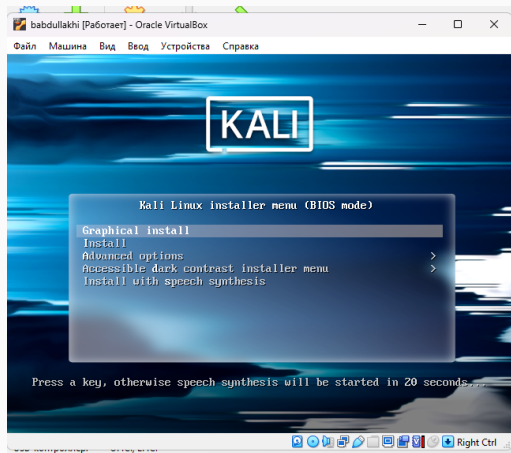 babdullakhi [Работает] - Oracle VirtualBox
Файл Машина Вид Ввод Устройства Справка
KALI
Kali Linux installer menu (BIOS mode)
Graphical install
Install
Advanced options >
Accessible dark contrast installer menu >
Install with speech synthesis
Press a key, otherwise speech synthesis will be started in 20 seconds...
Right Ctrl